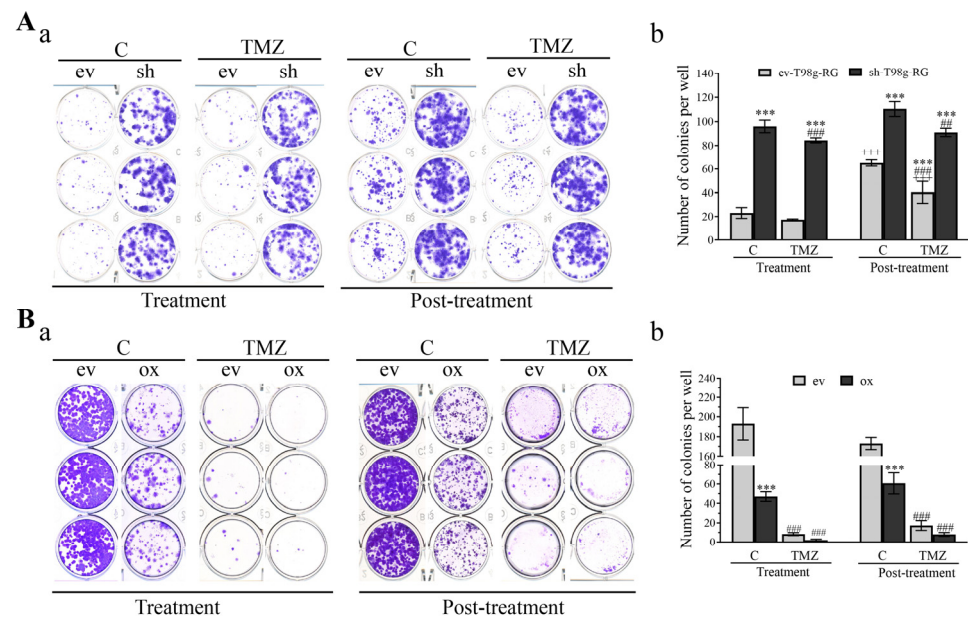 A
a
C
TMZ
C
TMZ
ev
sh
ev
sh
ev
sh
ev
sh
Treatment
Post-treatment
b
ev-T98g-RG
sh-T98g-RG
Number of colonies per well
140
120
100
80
60
40
20
0
***
***
###
+++
***
***
###
***
##
C
TMZ
C
TMZ
Treatment
Post-treatment
B
a
C
TMZ
C
TMZ
ev
ox
ev
ox
ev
ox
ev
ox
Treatment
Post-treatment
b
ev
ox
Number of colonies per well
240
220
200
190
180
160
80
60
40
20
0
***
###
###
***
###
###
C
TMZ
C
TMZ
Treatment
Post-treatment